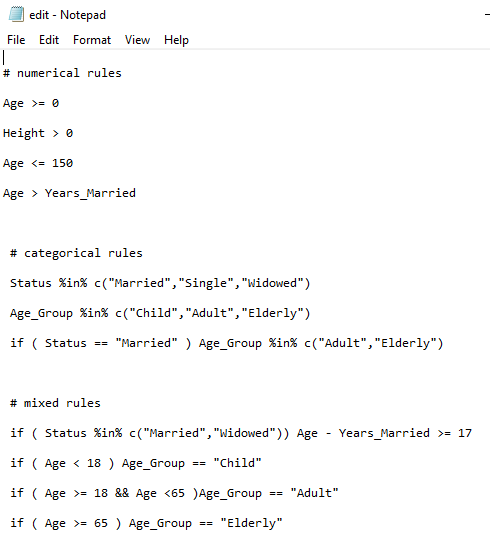 edit - Notepad
File Edit Format View Help
# numerical rules
Age >= 0
Height > 0
Age <= 150
Age > Years_Married
# categorical rules
Status %in% c("Married","Single","Widowed")
Age_Group %in% c("Child","Adult","Elderly")
if ( Status == "Married" ) Age_Group %in% c("Adult","Elderly")
# mixed rules
if ( Status %in% c("Married","Widowed")) Age - Years_Married >= 17
if ( Age < 18 ) Age_Group == "Child"
if ( Age >= 18 && Age <65 )Age_Group == "Adult"
if ( Age >= 65 ) Age_Group == "Elderly"